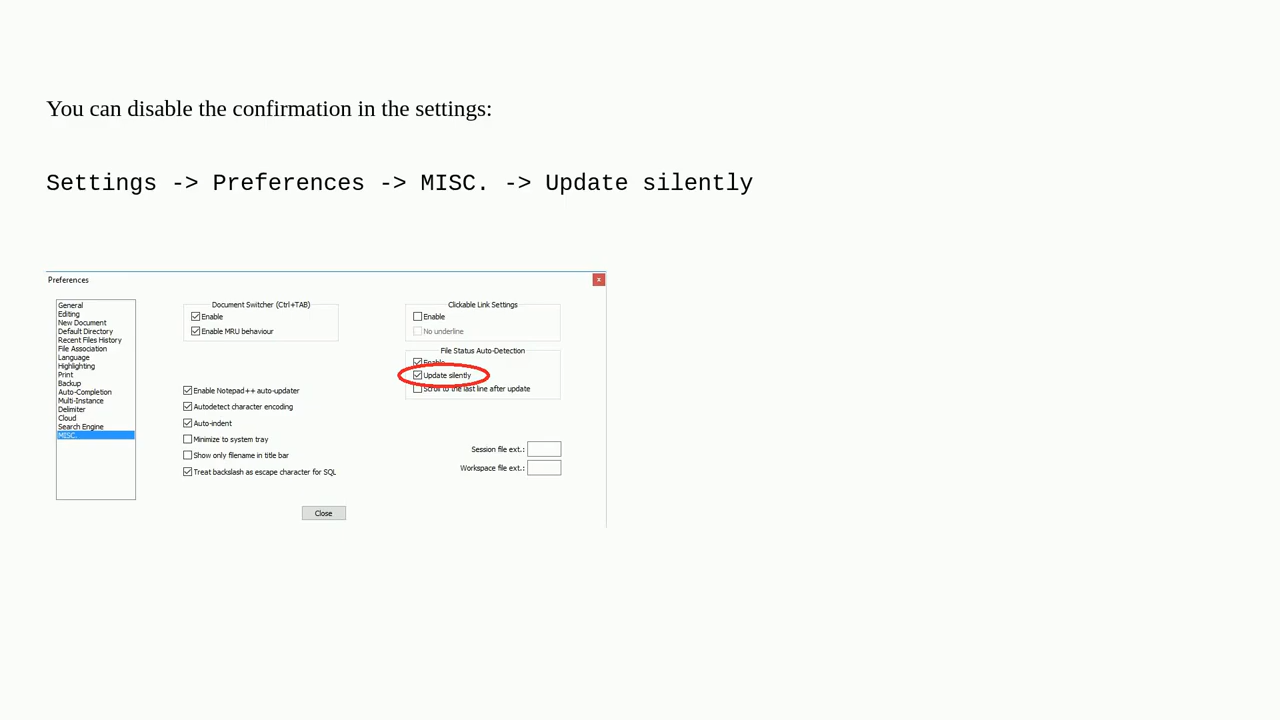 You can disable the confirmation in the settings:
Settings -> Preferences -> MISC. -> Update silently
Preferences
x
General
Editing
New Document
Default Directory
Recent Files History
File Association
Language
Highlighting
Print
Backup
Auto-Completion
Multi-Instance
Delimiter
Cloud
Search Engine
MISC.
Document Switcher (Ctrl+TAB)
Enable
Enable MRU behaviour
Enable Notepad++ auto-updater
Autodetect character encoding
Auto-indent
Minimize to system tray
Show only filename in title bar
Treat backslash as escape character for SQL
Clickable Link Settings
Enable
No underline
File Status Auto-Detection
Enable
Update silently
Scroll to the last line after update
Session file ext.:
Workspace file ext.:
Close